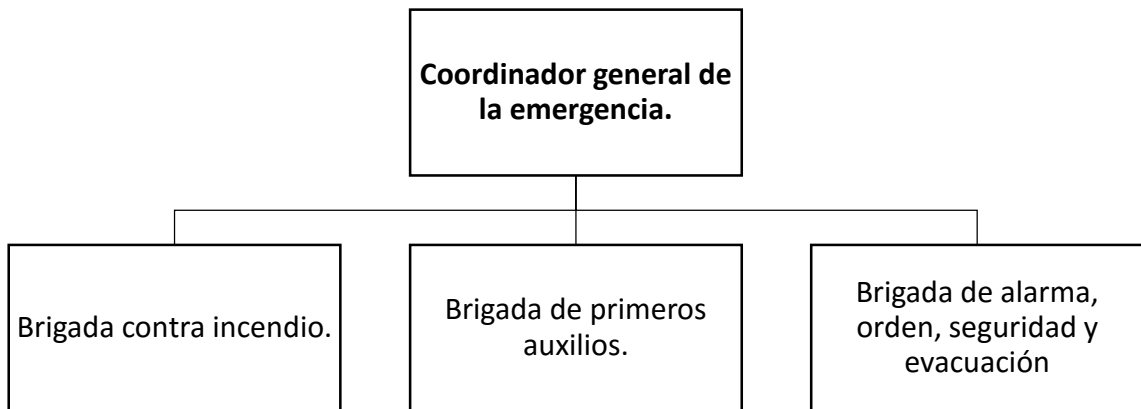 Coordinador general de
la emergencia.
Brigada contra incendio.
Brigada de primeros
auxilios.
Brigada de alarma,
orden, seguridad y
evacuación